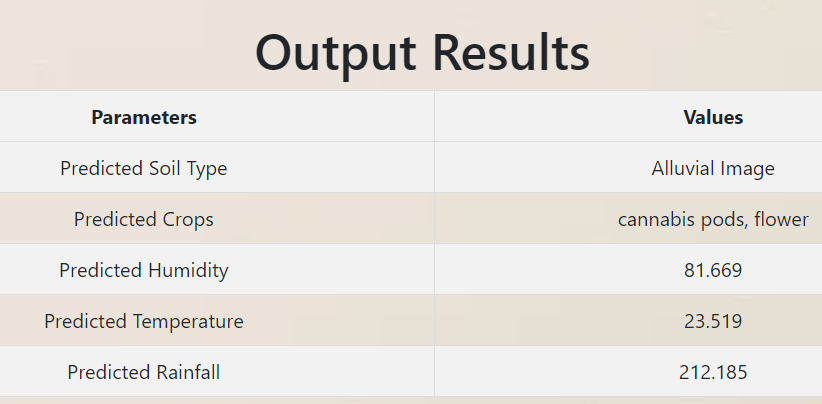 Output Results
Parameters Values
Predicted Soil Type Alluvial Image
Predicted Crops cannabis pods, flower
Predicted Humidity 81.669
Predicted Temperature 23.519
Predicted Rainfall 212.185